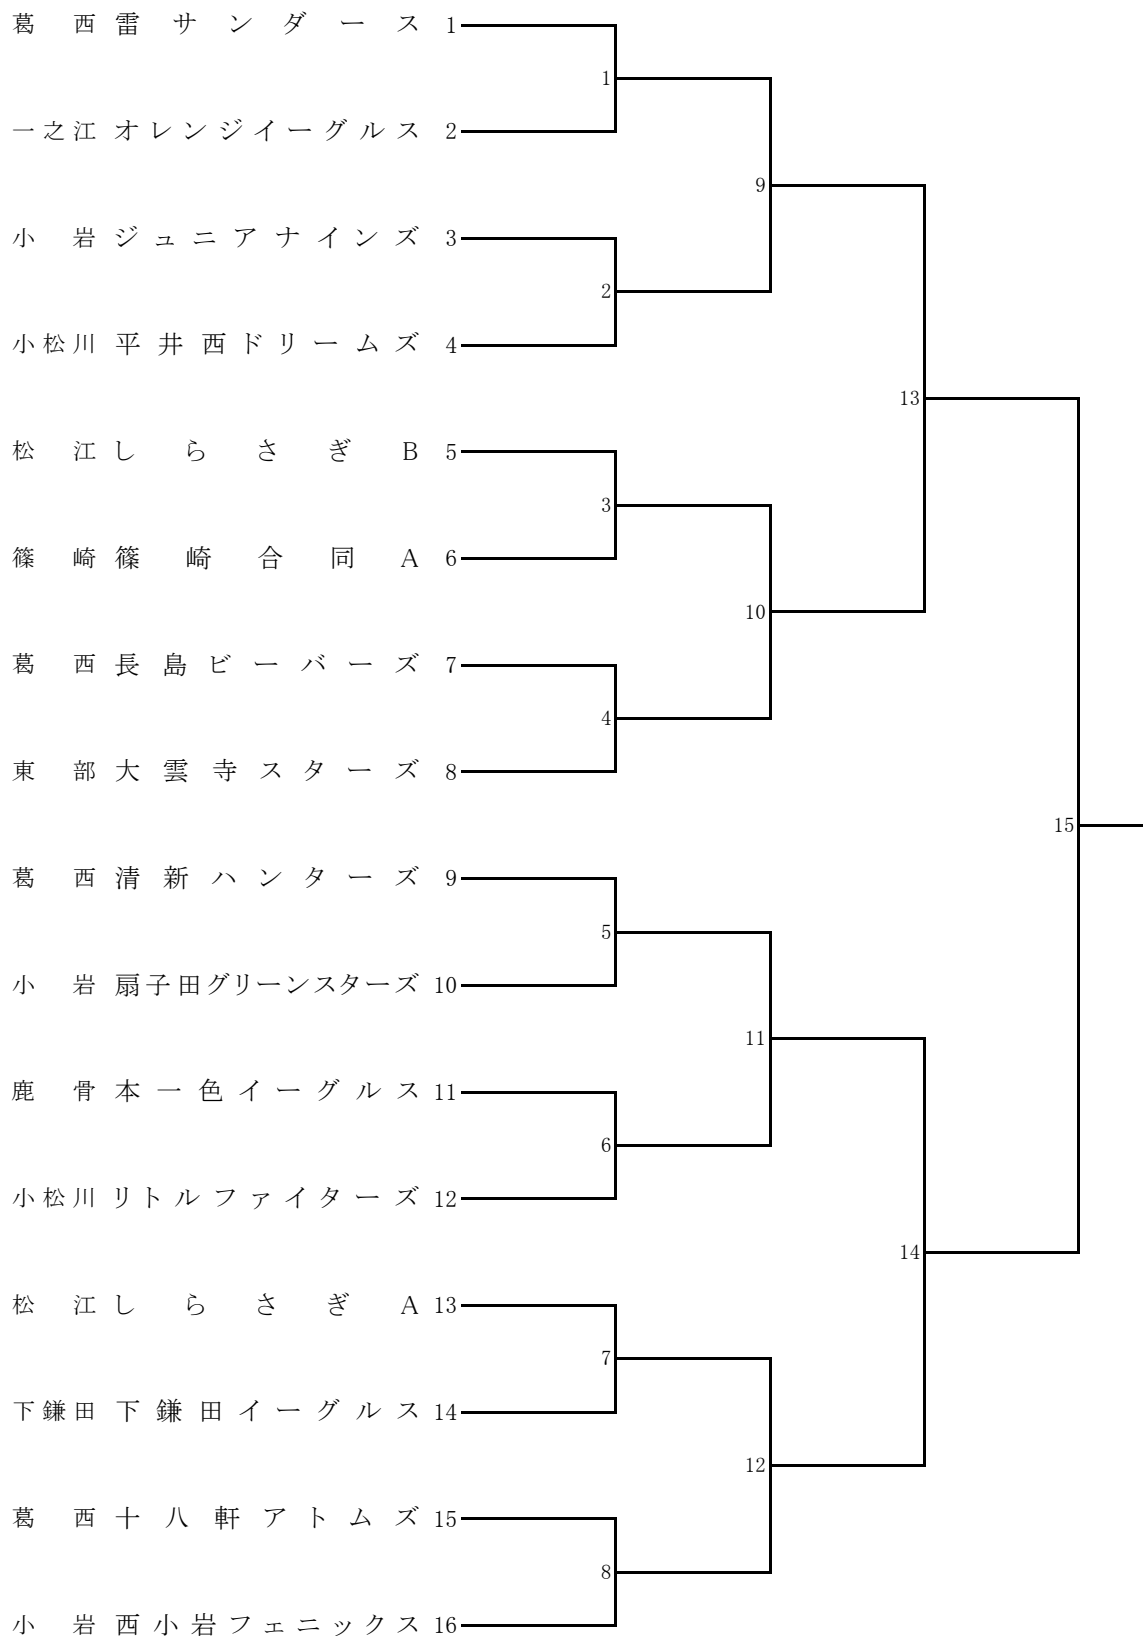 葛西 雷サンダース 1
1
一之江 オレンジイーグルス 2
9
小岩 ジュニアナインズ 3
2
小松川 平井西ドリームズ 4
13
松江 しらさぎB 5
3
篠崎 篠崎合同A 6
10
葛西 長島ビーバーズ 7
4
東部 大雲寺スターズ 8
15
葛西 清新ハンターズ 9
5
小岩 扇子田グリーンスターズ 10
11
鹿骨 本一色イーグルス 11
6
小松川 リトルファイターズ 12
14
松江 しらさぎA 13
7
下鎌田 下鎌田イーグルス 14
12
葛西 十八軒アトムズ 15
8
小岩 西小岩フェニックス 16